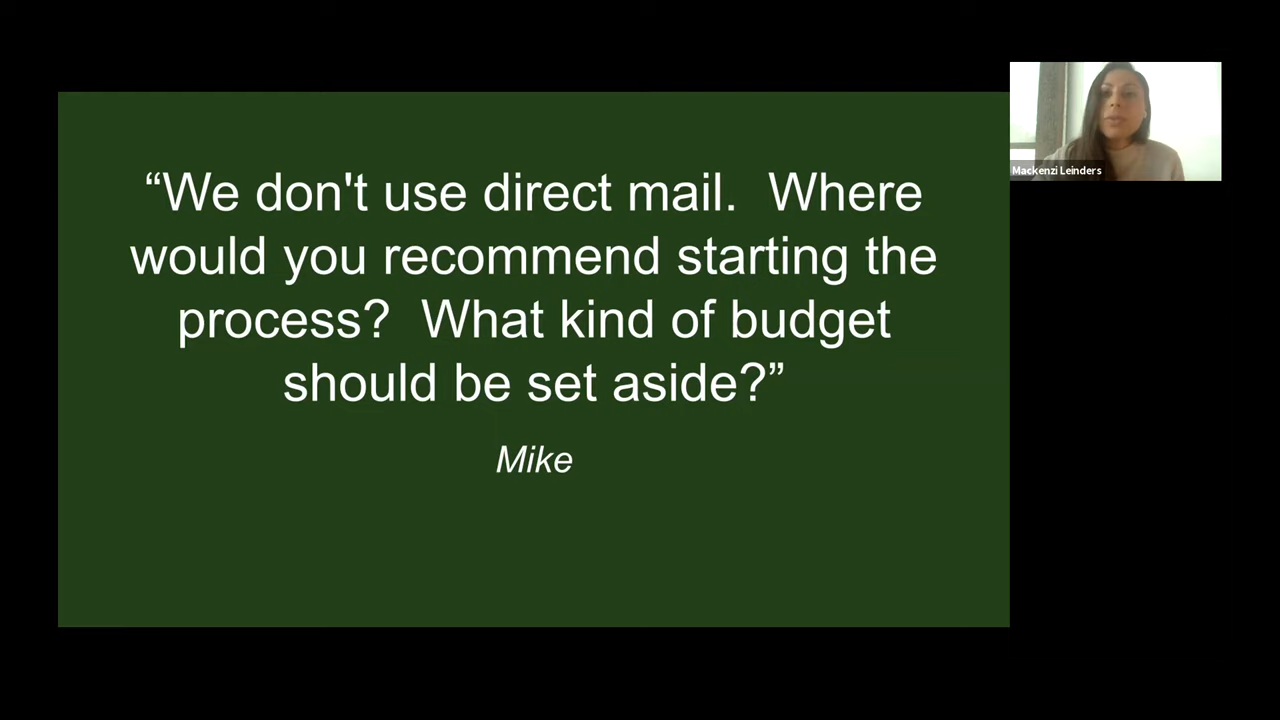 “We don't use direct mail.  Where
would you recommend starting the
process?  What kind of budget
should be set aside?”
Mike
Mackenzi Leinders